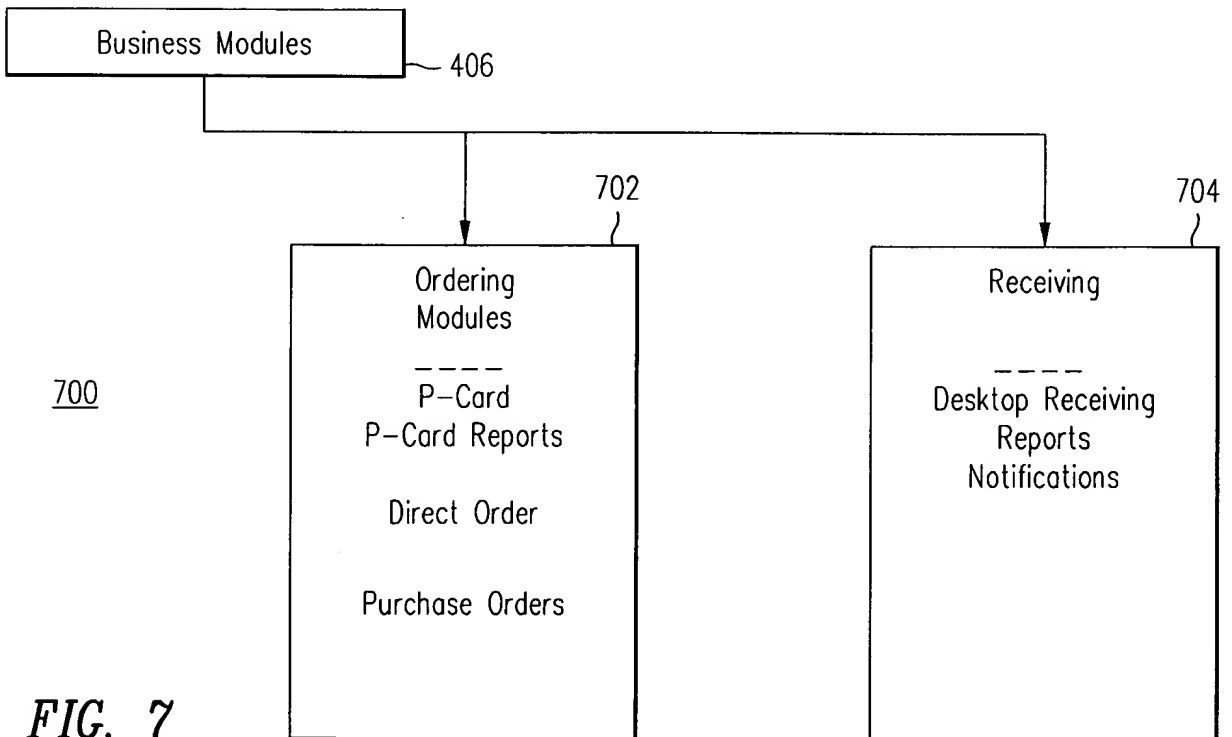 Business Modules
406
702
704
Ordering
Modules
P-Card
P-Card Reports
Direct Order
Purchase Orders
Receiving
Desktop Receiving
Reports
Notifications
700
FIG. 7